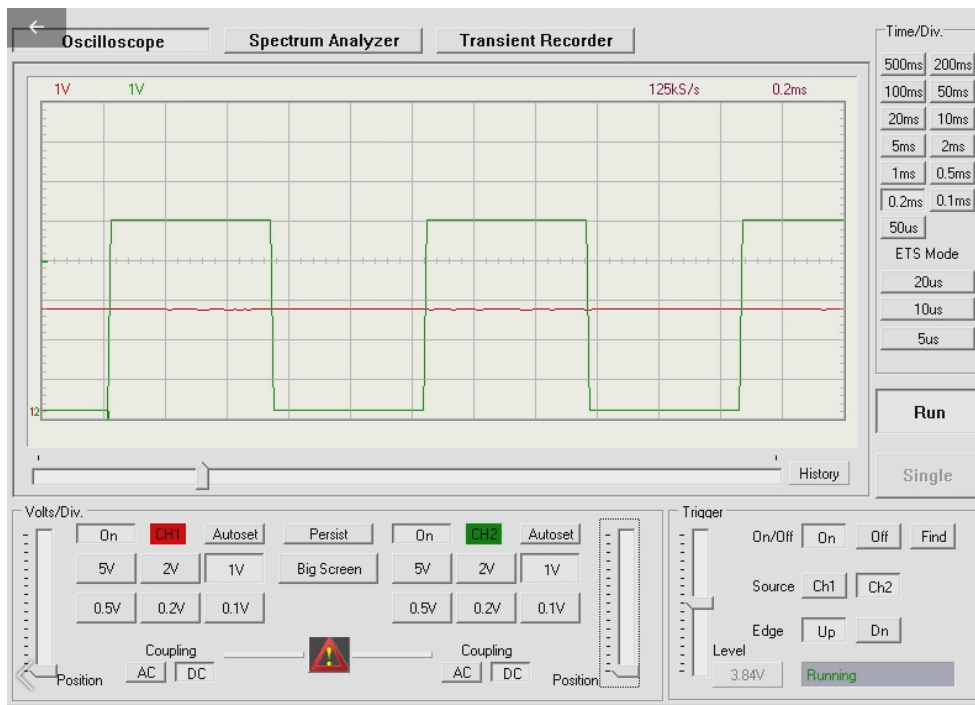 Oscilloscope Spectrum Analyzer Transient Recorder
1V 1V 125kS/s 0.2ms
12
History
Time/Div.
500ms 200ms
100ms 50ms
20ms 10ms
5ms 2ms
1ms 0.5ms
0.2ms 0.1ms
50us
ETS Mode
20us
10us
5us
Run
Single
Volts/Div.
On CH1 Autoset Persist On CH2 Autoset
5V 2V 1V Big Screen 5V 2V 1V
0.5V 0.2V 0.1V 0.5V 0.2V 0.1V
Coupling Coupling
Position AC DC AC DC Position
Trigger
On/Off On Off Find
Source Ch1 Ch2
Edge Up Dn
Level
3.84V Running